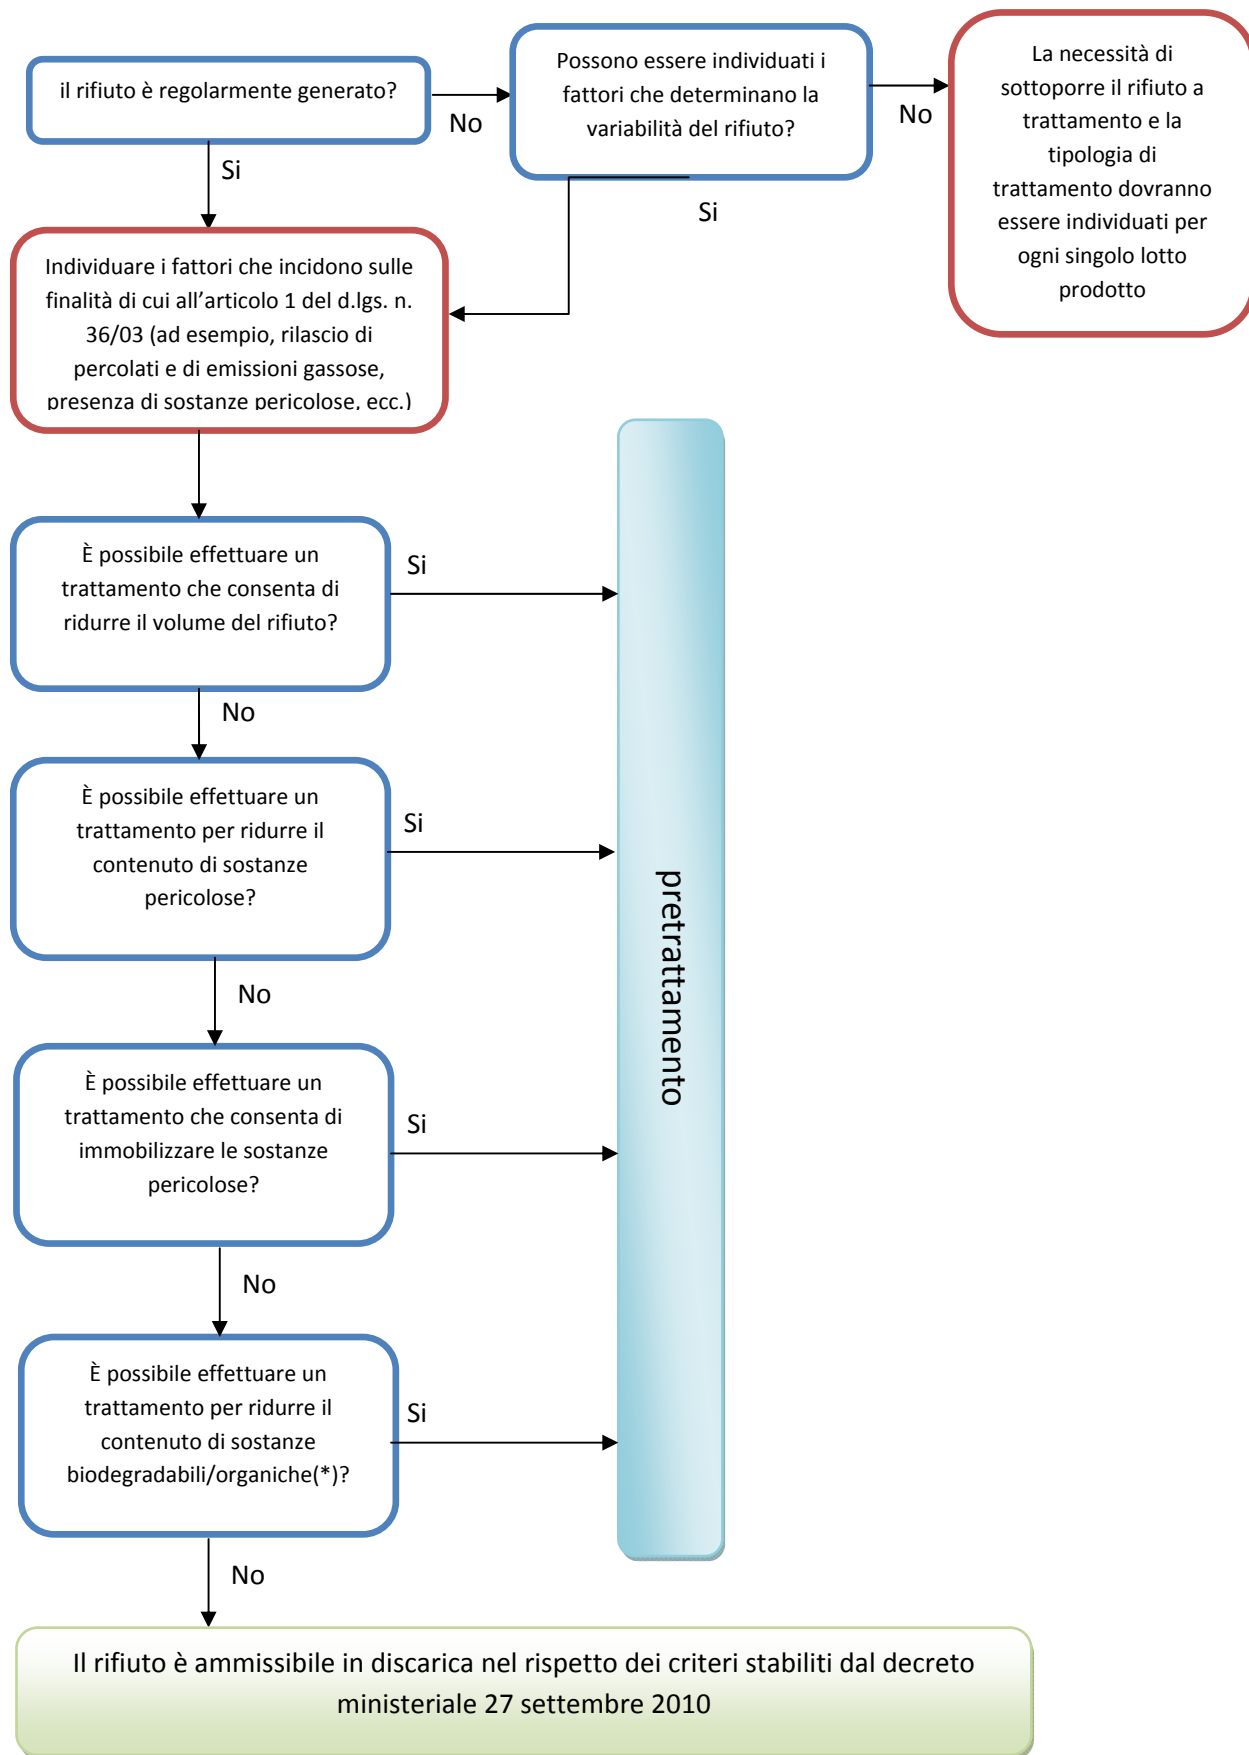 il rifiuto è regolarmente generato?
No
Si
Possono essere individuati i
fattori che determinano la
variabilità del rifiuto?
No
Si
La necessità di
sottoporre il rifiuto a
trattamento e la
tipologia di
trattamento dovranno
essere individuati per
ogni singolo lotto
prodotto
Individuare i fattori che incidono sulle
finalità di cui all’articolo 1 del d.lgs. n.
36/03 (ad esempio, rilascio di
percolati e di emissioni gassose,
presenza di sostanze pericolose, ecc.)
È possibile effettuare un
trattamento che consenta di
ridurre il volume del rifiuto?
Si
No
È possibile effettuare un
trattamento per ridurre il
contenuto di sostanze
pericolose?
Si
No
È possibile effettuare un
trattamento che consenta di
immobilizzare le sostanze
pericolose?
Si
No
È possibile effettuare un
trattamento per ridurre il
contenuto di sostanze
biodegradabili/organiche(*)?
Si
No
pretrattamento
Il rifiuto è ammissibile in discarica nel rispetto dei criteri stabiliti dal decreto
ministeriale 27 settembre 2010